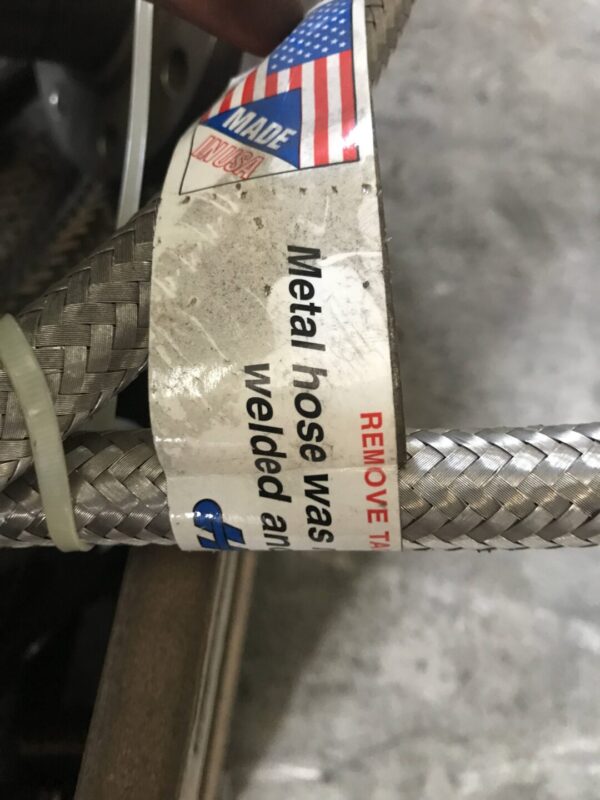 MADE
IN USA
REMOVE TA
Metal hose was
welded an